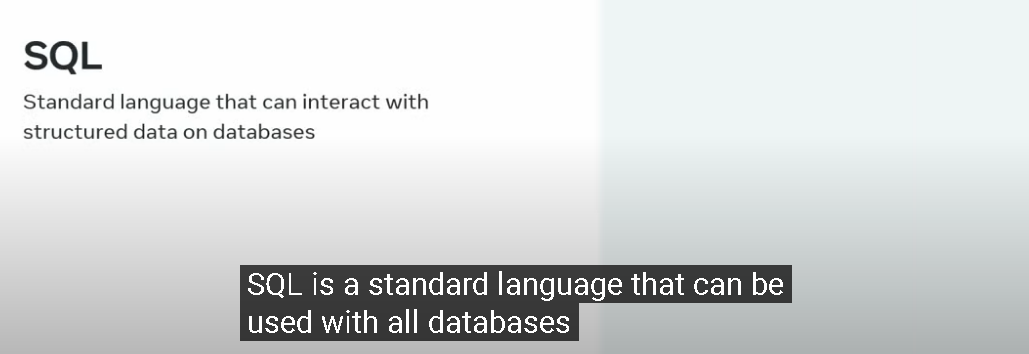 SQL
Standard language that can interact with
structured data on databases
SQL is a standard language that can be
used with all databases